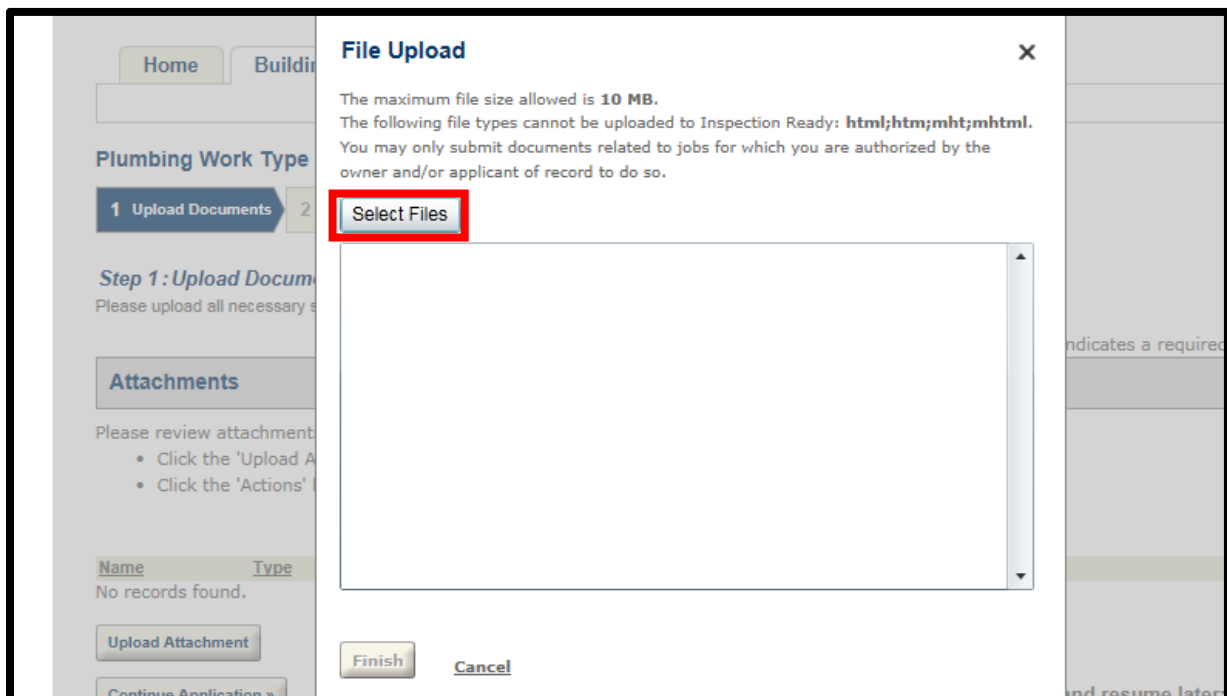 File Upload
The maximum file size allowed is 10 MB.
The following file types cannot be uploaded to Inspection Ready: html;htm;mht;mhtml.
You may only submit documents related to jobs for which you are authorized by the
owner and/or applicant of record to do so.
Select Files
Finish
Cancel
Home
Plumbing Work Type
1 Upload Documents
2
Step 1: Upload
Please upload all necessary
ndicates a required
Attachments
Please review
• Click the 'Upload
• Click the 'Actions'
Name Type
No records found.
Upload Attachment
Continue Application »
and resume later